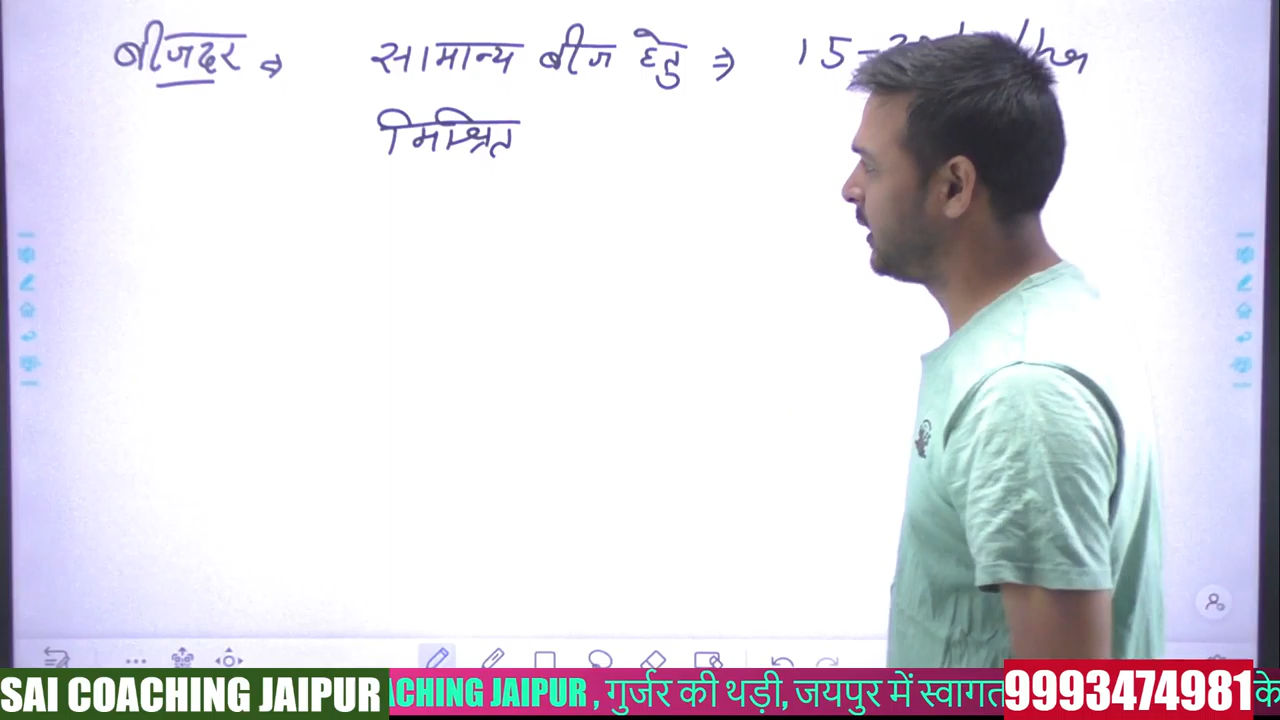 बीजदर ⇒ सामान्य बीज हेतु ⇒ 15-
मिश्रित
SAI COACHING JAIPUR
ACHING JAIPUR , गुर्जर की थड़ी, जयपुर में स्वागत
9993474981
के